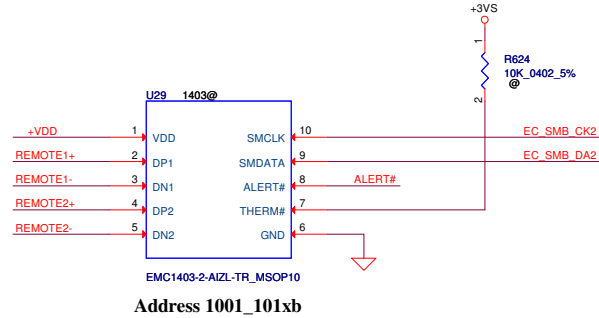 +3VS
1
R624
10K_0402_5%
@
2
U29 1403@
+VDD 1 VDD SMCLK 10 EC_SMB_CK2
REMOTE1+ 2 DP1 SMDATA 9 EC_SMB_DA2
REMOTE1- 3 DN1 ALERT# 8 ALERT#
REMOTE2+ 4 DP2 THERM# 7
REMOTE2- 5 DN2 GND 6
EMC1403-2-AIZL-TR_MSOP10
Address 1001_101xb